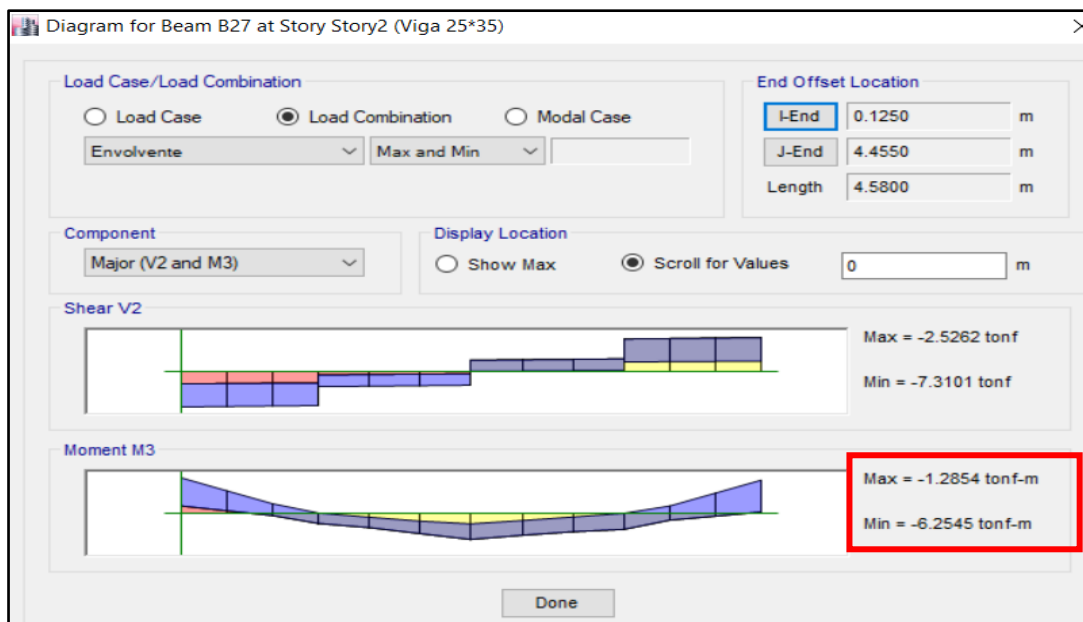 Diagram for Beam B27 at Story Story2 (Viga 25*35)
Load Case/Load Combination
Load Case
Load Combination
Modal Case
Envolvente
Max and Min
End Offset Location
I-End
0.1250
m
J-End
4.4550
m
Length
4.5800
m
Component
Major (V2 and M3)
Display Location
Show Max
Scroll for Values
0
m
Shear V2
Max = -2.5262 tonf
Min = -7.3101 tonf
Moment M3
Max = -1.2854 tonf-m
Min = -6.2545 tonf-m
Done